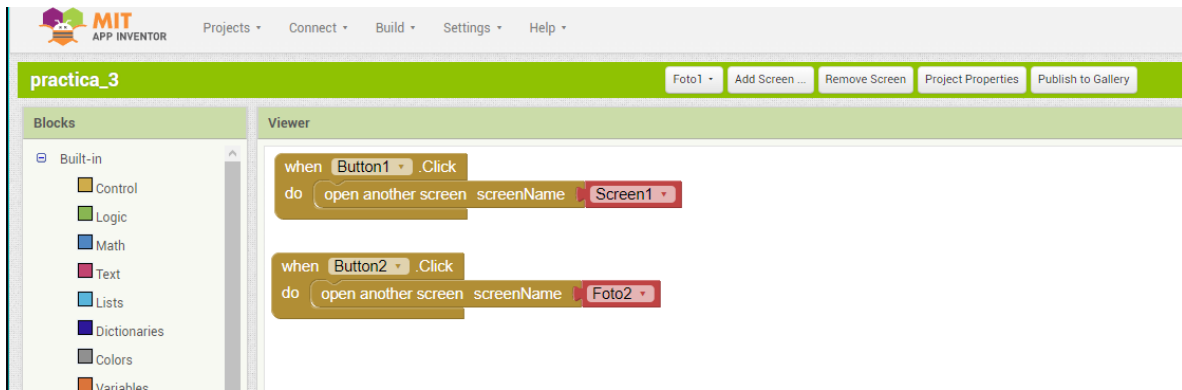 MIT
APP INVENTOR
Projects Connect Build Settings Help
practica_3
Foto1 Add Screen ... Remove Screen Project Properties Publish to Gallery
Blocks
Viewer
Built-in
Control
Logic
Math
Text
Lists
Dictionaries
Colors
Variables
when Button1 .Click
do open another screen screenName Screen1
when Button2 .Click
do open another screen screenName Foto2